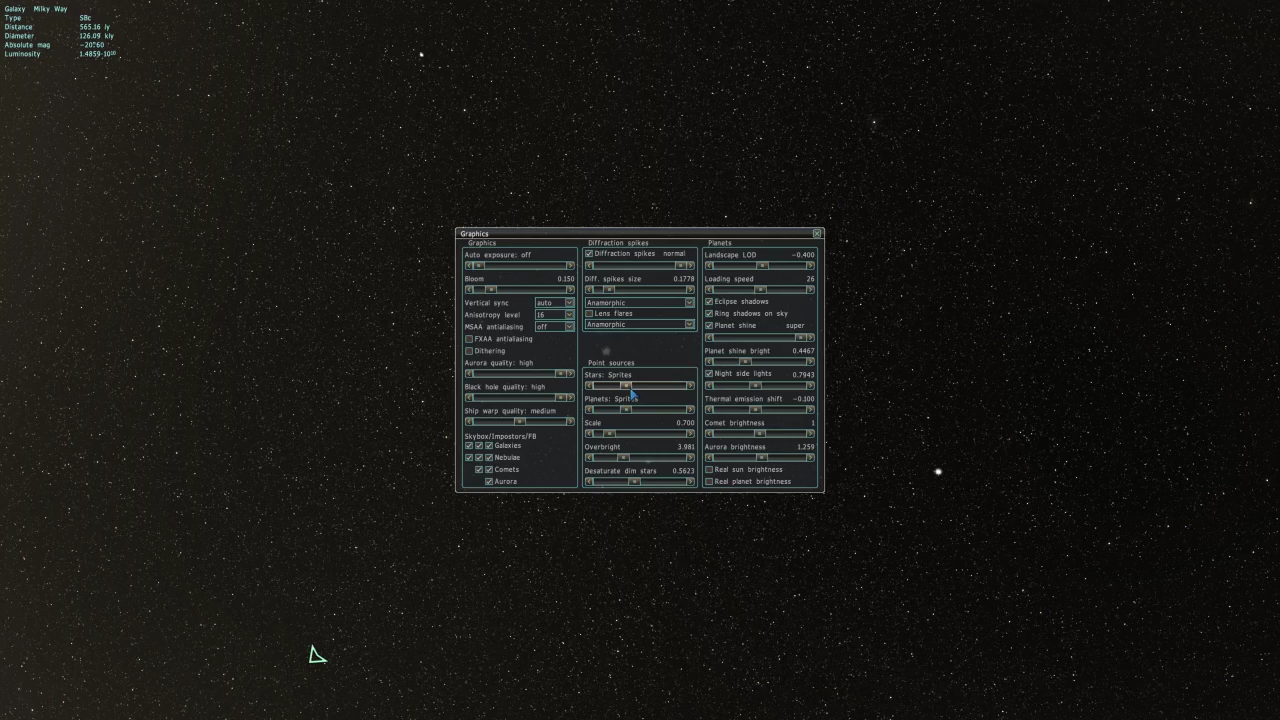 Galaxy Milky Way
Type SBc
Distance 565.16 ly
Diameter 126.09 kly
Absolute mag -20.60
Luminosity 1.4859·10¹⁰
Graphics
Graphics
Auto exposure: off
Bloom 0.150
Vertical sync auto
Anisotropy level 16
MSAA antialiasing off
FXAA antialiasing
Dithering
Aurora quality: high
Black hole quality: high
Ship warp quality: medium
Skybox/Impostors/FB
Galaxies
Nebulae
Comets
Aurora
Diffraction spikes
Diffraction spikes normal
Diff. spikes size 0.1778
Anamorphic
Lens flares
Anamorphic
Point sources
Stars: Sprites
Planets: Sprites
Scale 0.700
Overbright 3.981
Desaturate dim stars 0.5623
Planets
Landscape LOD -0.400
Loading speed 26
Eclipse shadows
Ring shadows on sky
Planet shine super
Planet shine bright 0.4467
Night side lights 0.7943
Thermal emission shift -0.100
Comet brightness 1
Aurora brightness 1.259
Real sun brightness
Real planet brightness